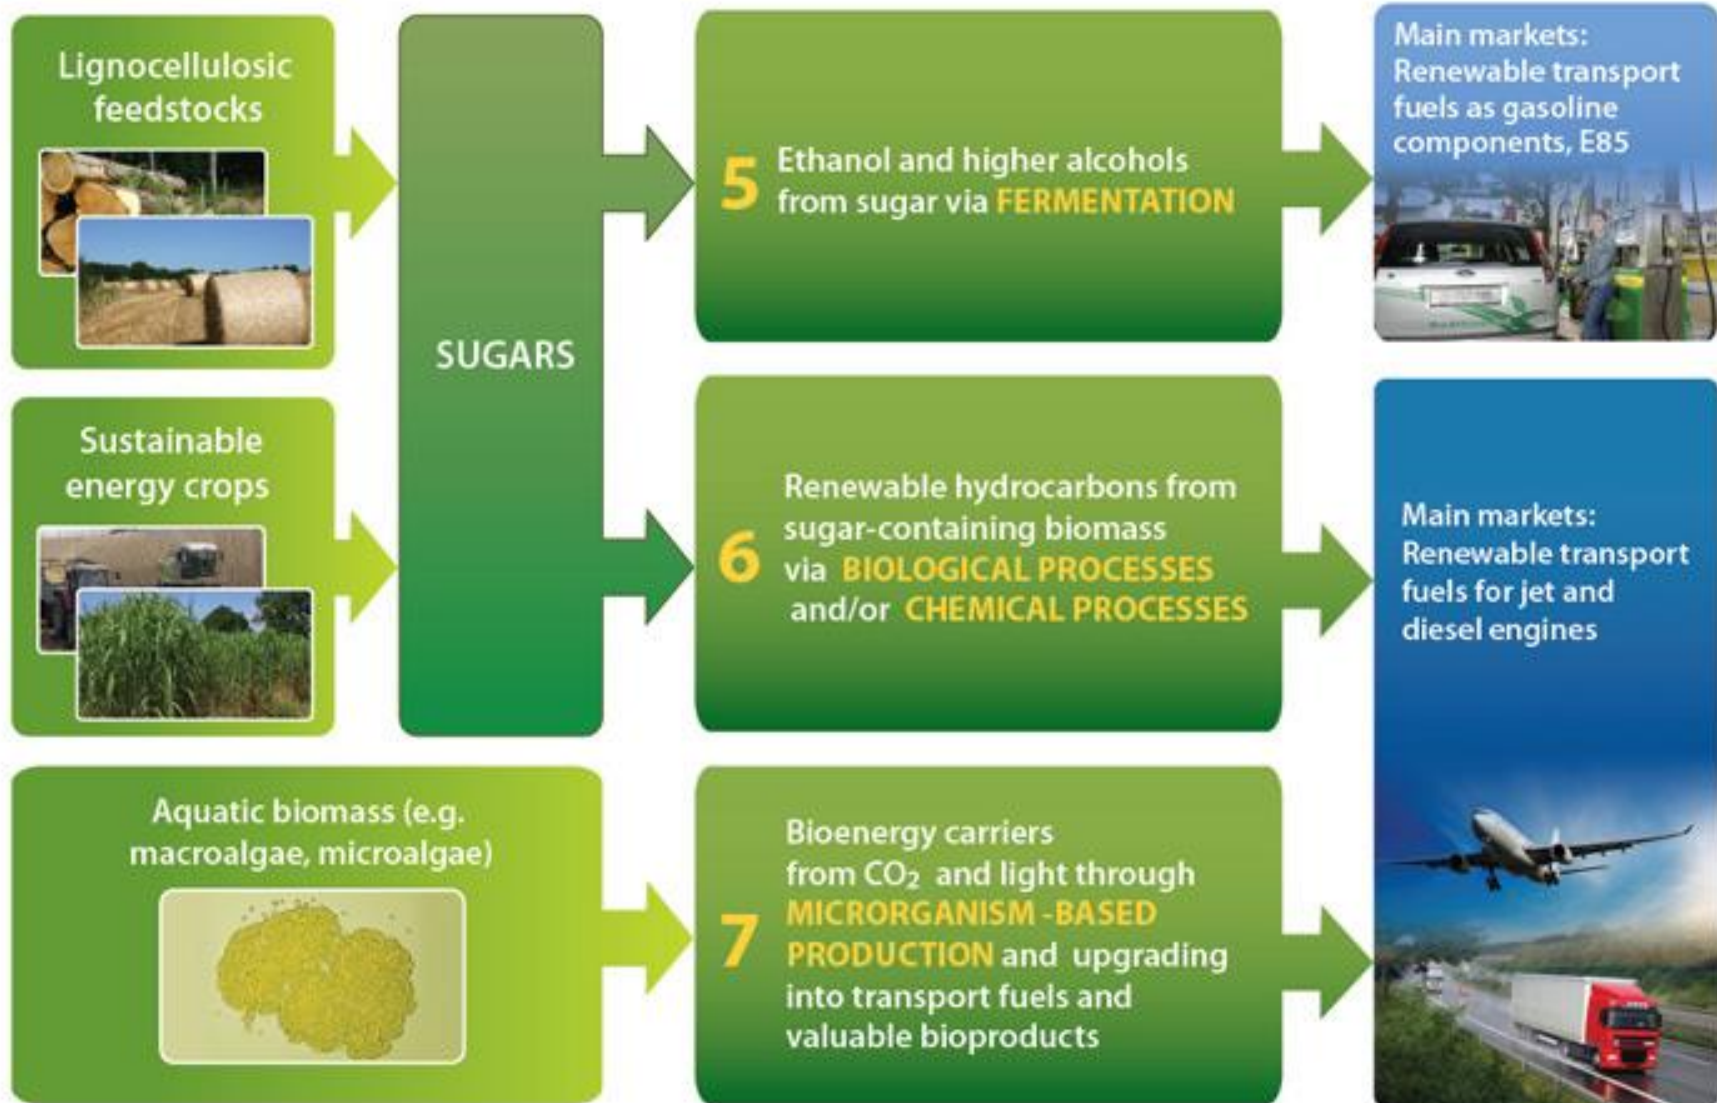 Lignocellulosic
feedstocks
Sustainable
energy crops
SUGARS
5
Ethanol and higher alcohols
from sugar via FERMENTATION
Main markets:
Renewable transport
fuels as gasoline
components, E85
6
Renewable hydrocarbons from
sugar-containing biomass
via BIOLOGICAL PROCESSES
and/or CHEMICAL PROCESSES
Main markets:
Renewable transport
fuels for jet and
diesel engines
Aquatic biomass (e.g.
macroalgae, microalgae)
7
Bioenergy carriers
from CO₂ and light through
MICRORGANISM -BASED
PRODUCTION and upgrading
into transport fuels and
valuable bioproducts